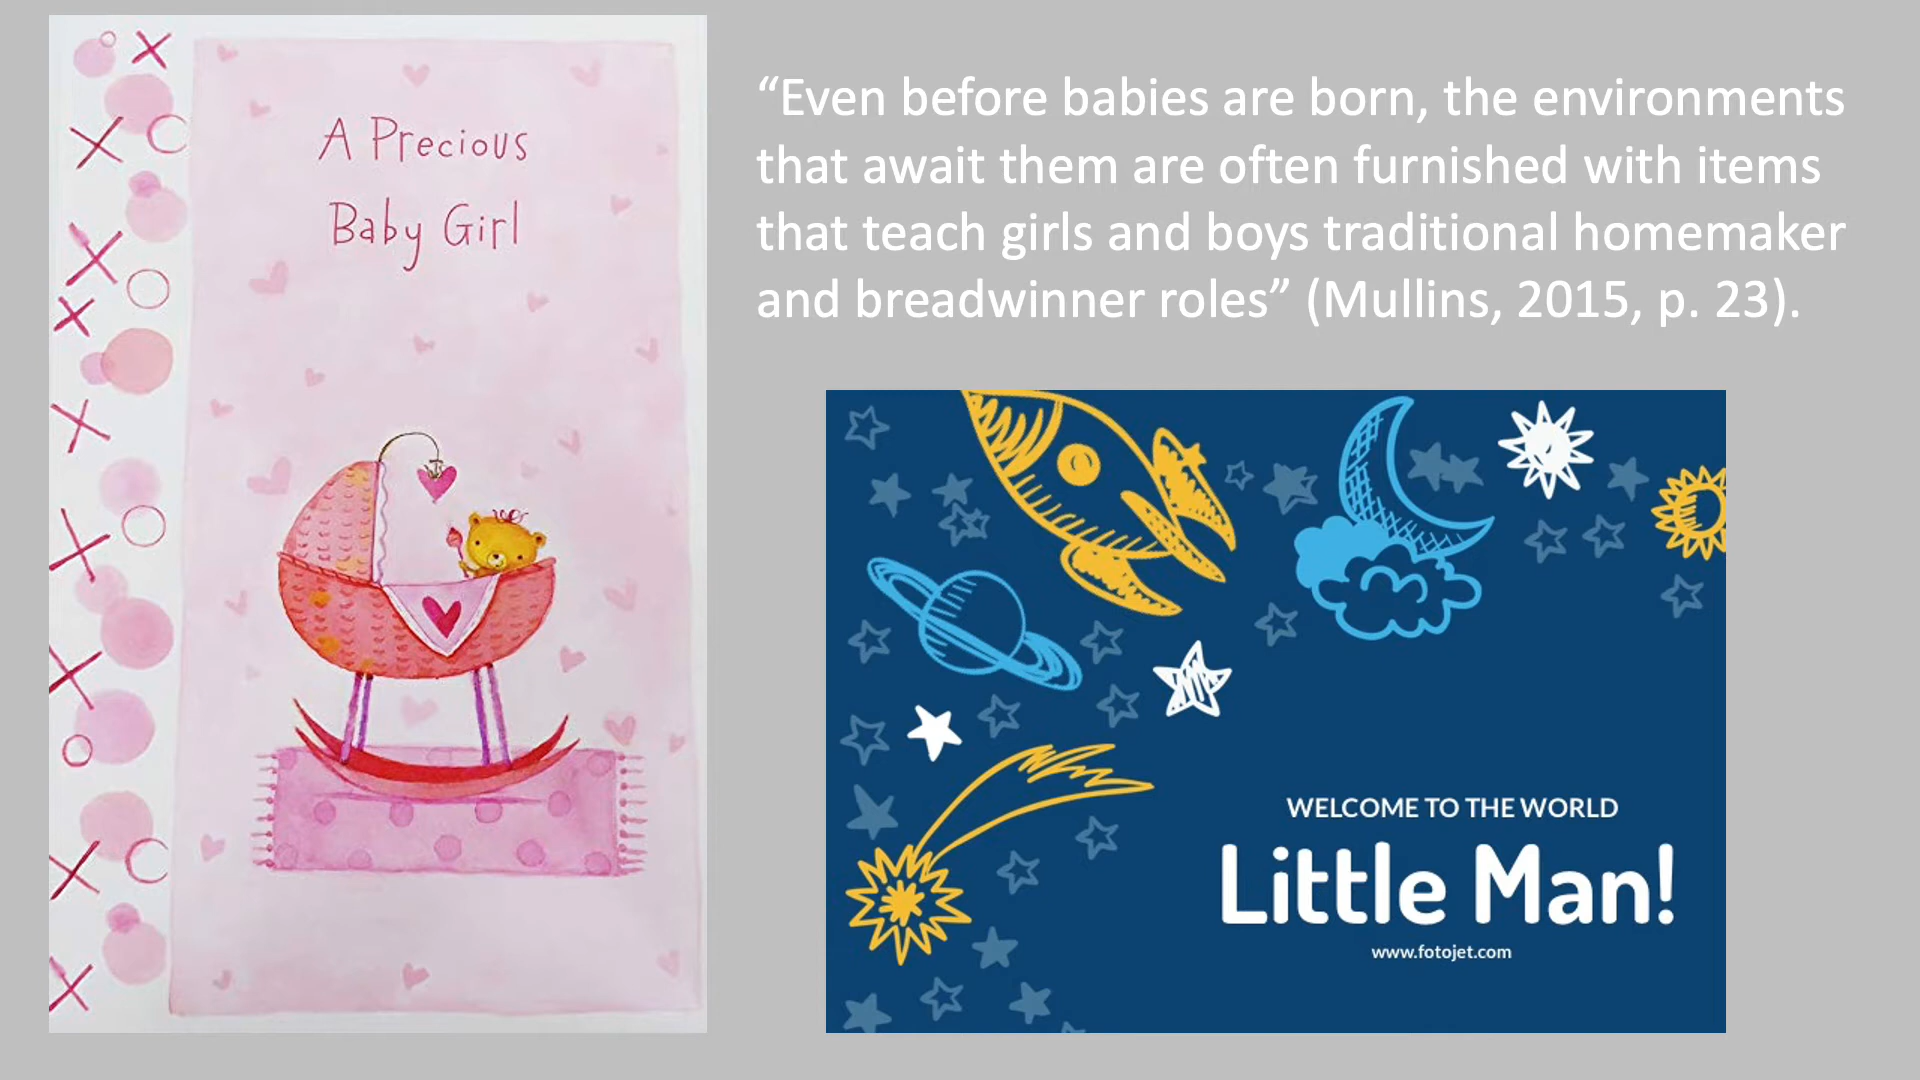 A Precious
Baby Girl
“Even before babies are born, the environments
that await them are often furnished with items
that teach girls and boys traditional homemaker
and breadwinner roles” (Mullins, 2015, p. 23).
WELCOME TO THE WORLD
Little Man!
www.fotojet.com